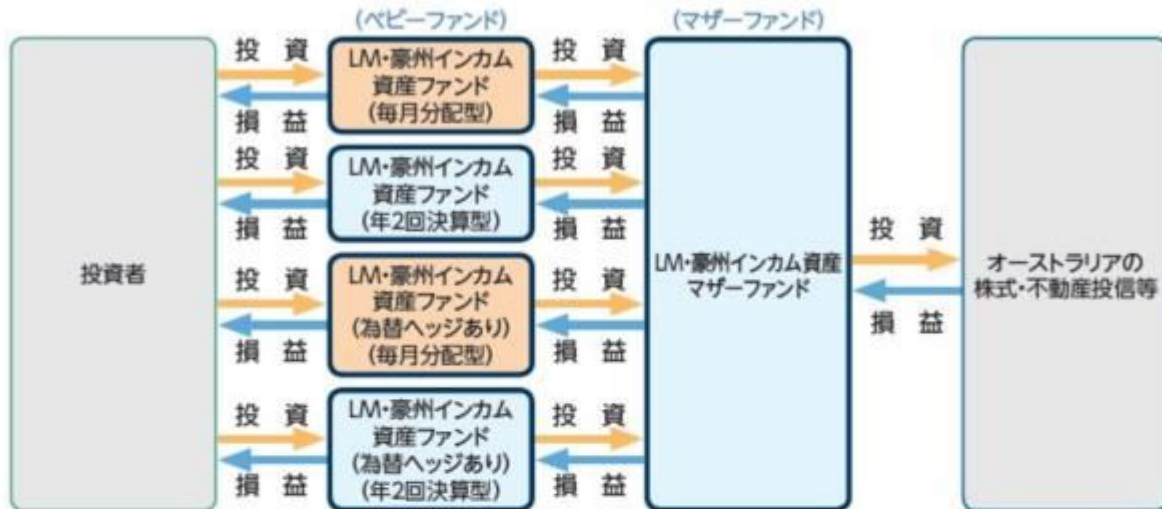 (ベビーファンド)
(マザーファンド)
投資者
投 資
損 益
LM・豪州インカム
資産ファンド
(毎月分配型)
投 資
損 益
投 資
損 益
LM・豪州インカム
資産ファンド
(年2回決算型)
投 資
損 益
投 資
損 益
LM・豪州インカム
資産ファンド
(為替ヘッジあり)
(毎月分配型)
投 資
損 益
投 資
損 益
LM・豪州インカム
資産ファンド
(為替ヘッジあり)
(年2回決算型)
投 資
損 益
LM・豪州インカム資産
マザーファンド
投 資
損 益
オーストラリアの
株式・不動産投信等